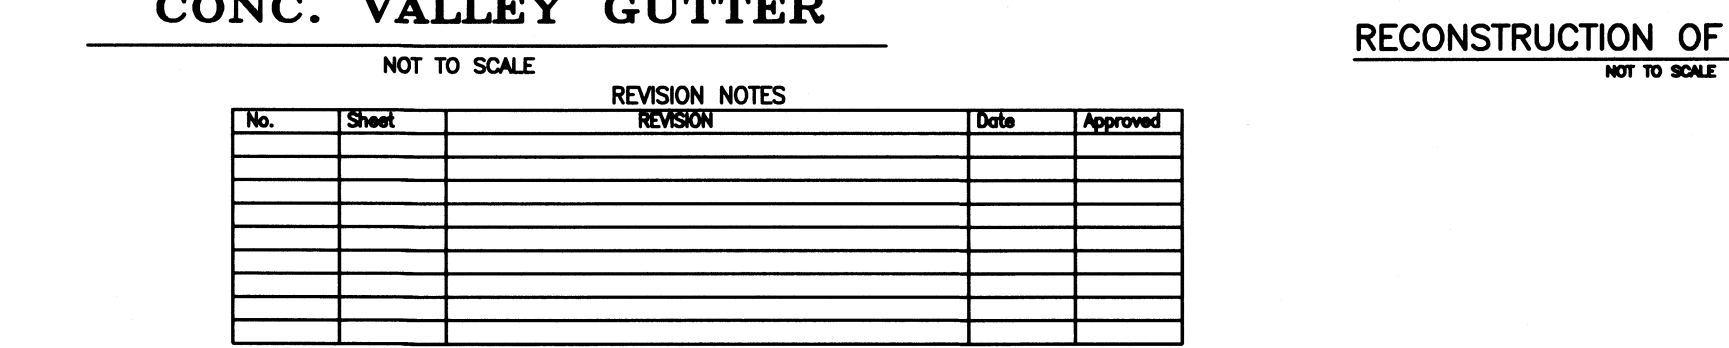 CONC. VALLEY GUTTER
NOT TO SCALE
RECONSTRUCTION OF
NOT TO SCALE
REVISION NOTES
No. Sheet REVISION Date Approved